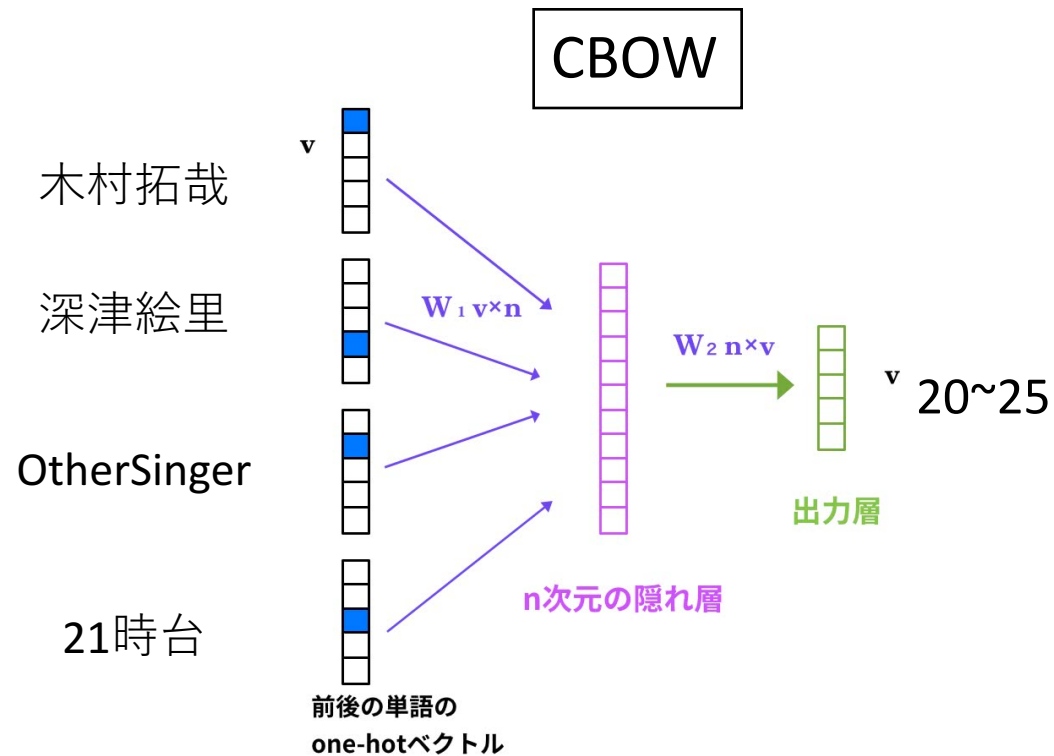 CBOW
v
木村拓哉
深津絵里
OtherSinger
21時台
W₁ v×n
W₂ n×v
v
20~25
出力層
n次元の隠れ層
前後の単語の
one-hotベクトル